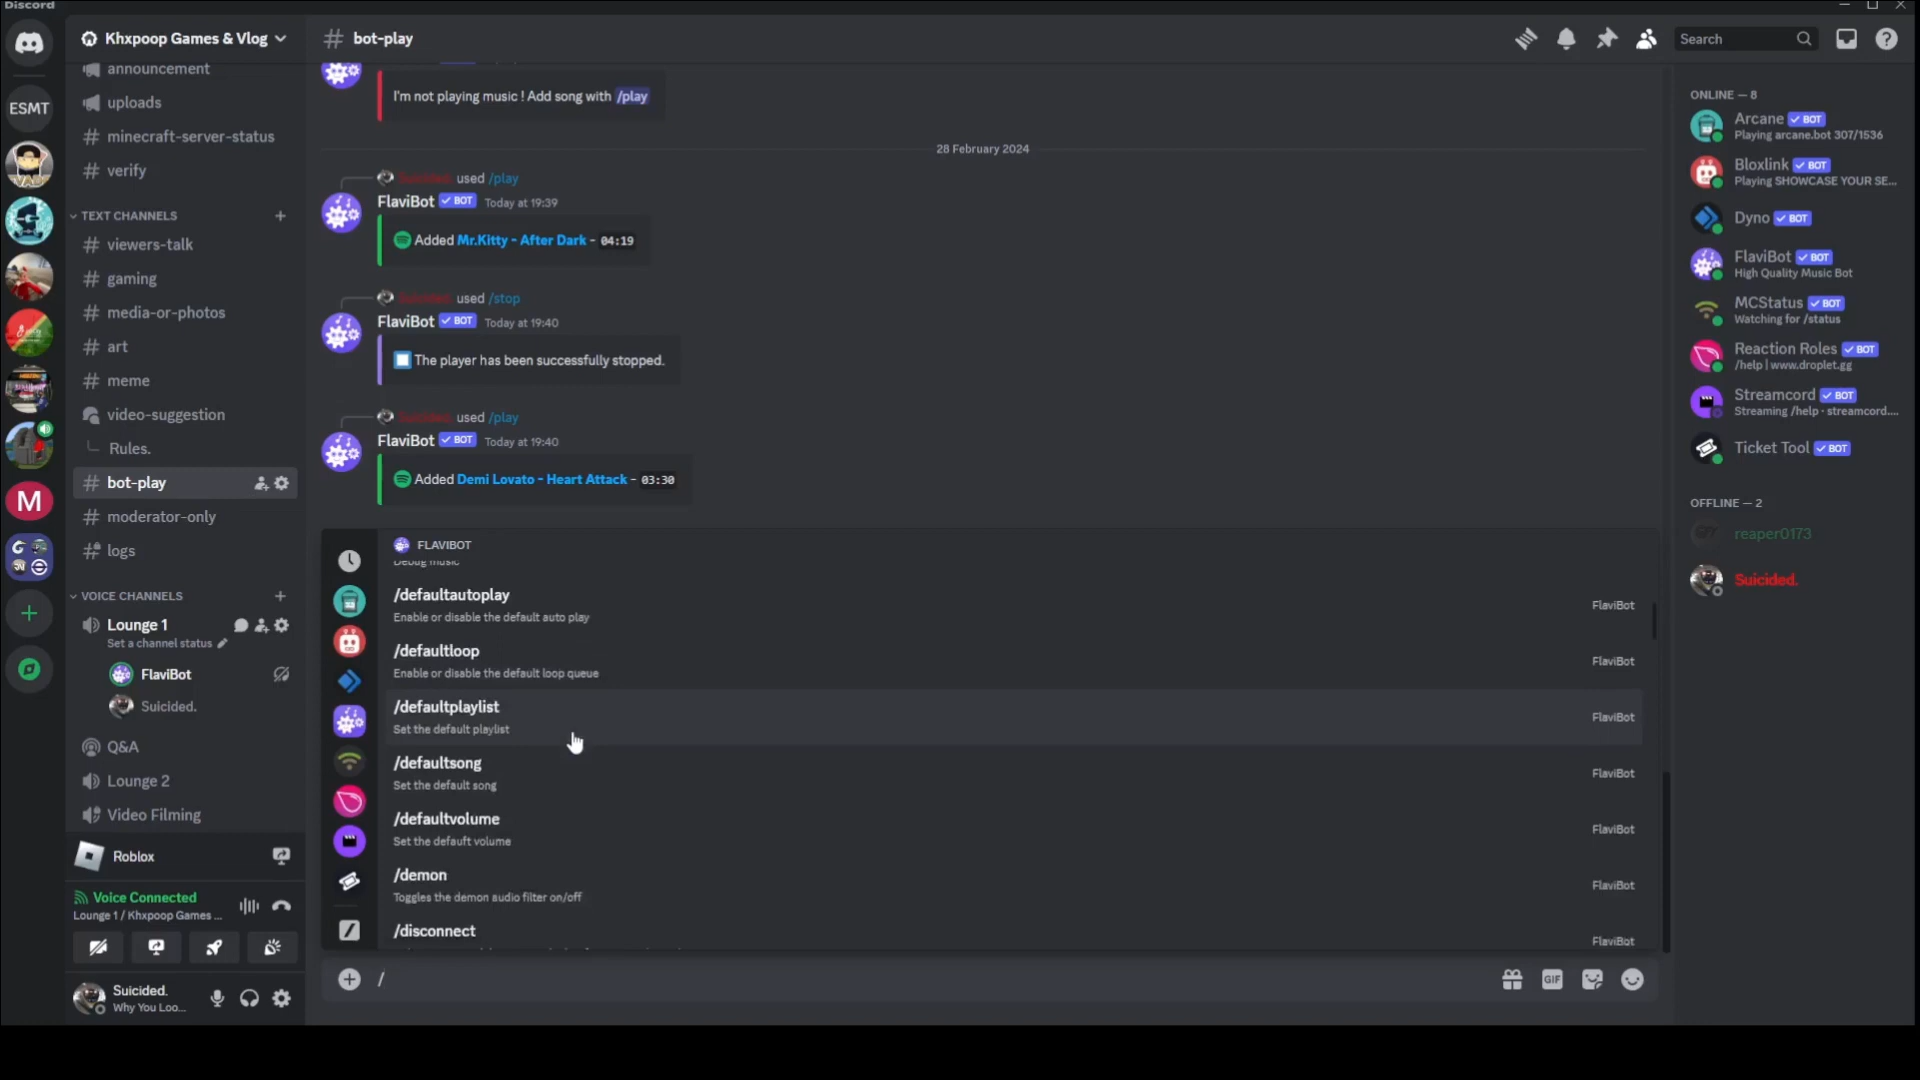 Discord
Khxpoop Games & Vlog
announcement
uploads
minecraft-server-status
verify
TEXT CHANNELS
viewers-talk
gaming
media-or-photos
art
meme
video-suggestion
Rules.
bot-play
moderator-only
logs
VOICE CHANNELS
Lounge 1
Set a channel status
FlaviBot
Suicided.
Q&A
Lounge 2
Video Filming
Roblox
Voice Connected
Lounge 1 / Khxpoop Games ...
Suicided.
Why You Loo...
ESMT
M
# bot-play
Search
I'm not playing music ! Add song with /play
28 February 2024
Suicided. used /play
FlaviBot ✓ BOT Today at 19:39
Added Mr.Kitty - After Dark - 04:19
Suicided. used /stop
FlaviBot ✓ BOT Today at 19:40
The player has been successfully stopped.
Suicided. used /play
FlaviBot ✓ BOT Today at 19:40
Added Demi Lovato - Heart Attack - 03:30
FLAVIBOT
Debug music
/defaultautoplay
Enable or disable the default auto play
FlaviBot
/defaultloop
Enable or disable the default loop queue
FlaviBot
/defaultplaylist
Set the default playlist
FlaviBot
/defaultsong
Set the default song
FlaviBot
/defaultvolume
Set the defauft volume
FlaviBot
/demon
Toggles the demon audio filter on/off
FlaviBot
/disconnect
FlaviBot
/
GIF
ONLINE — 8
Arcane ✓ BOT
Playing arcane.bot 307/1536
Bloxlink ✓ BOT
Playing SHOWCASE YOUR SE...
Dyno ✓ BOT
FlaviBot ✓ BOT
High Quality Music Bot
MCStatus ✓ BOT
Watching for /status
Reaction Roles ✓ BOT
/help | www.droplet.gg
Streamcord ✓ BOT
Streaming /help · streamcord....
Ticket Tool ✓ BOT
OFFLINE — 2
reaper0173
Suicided.